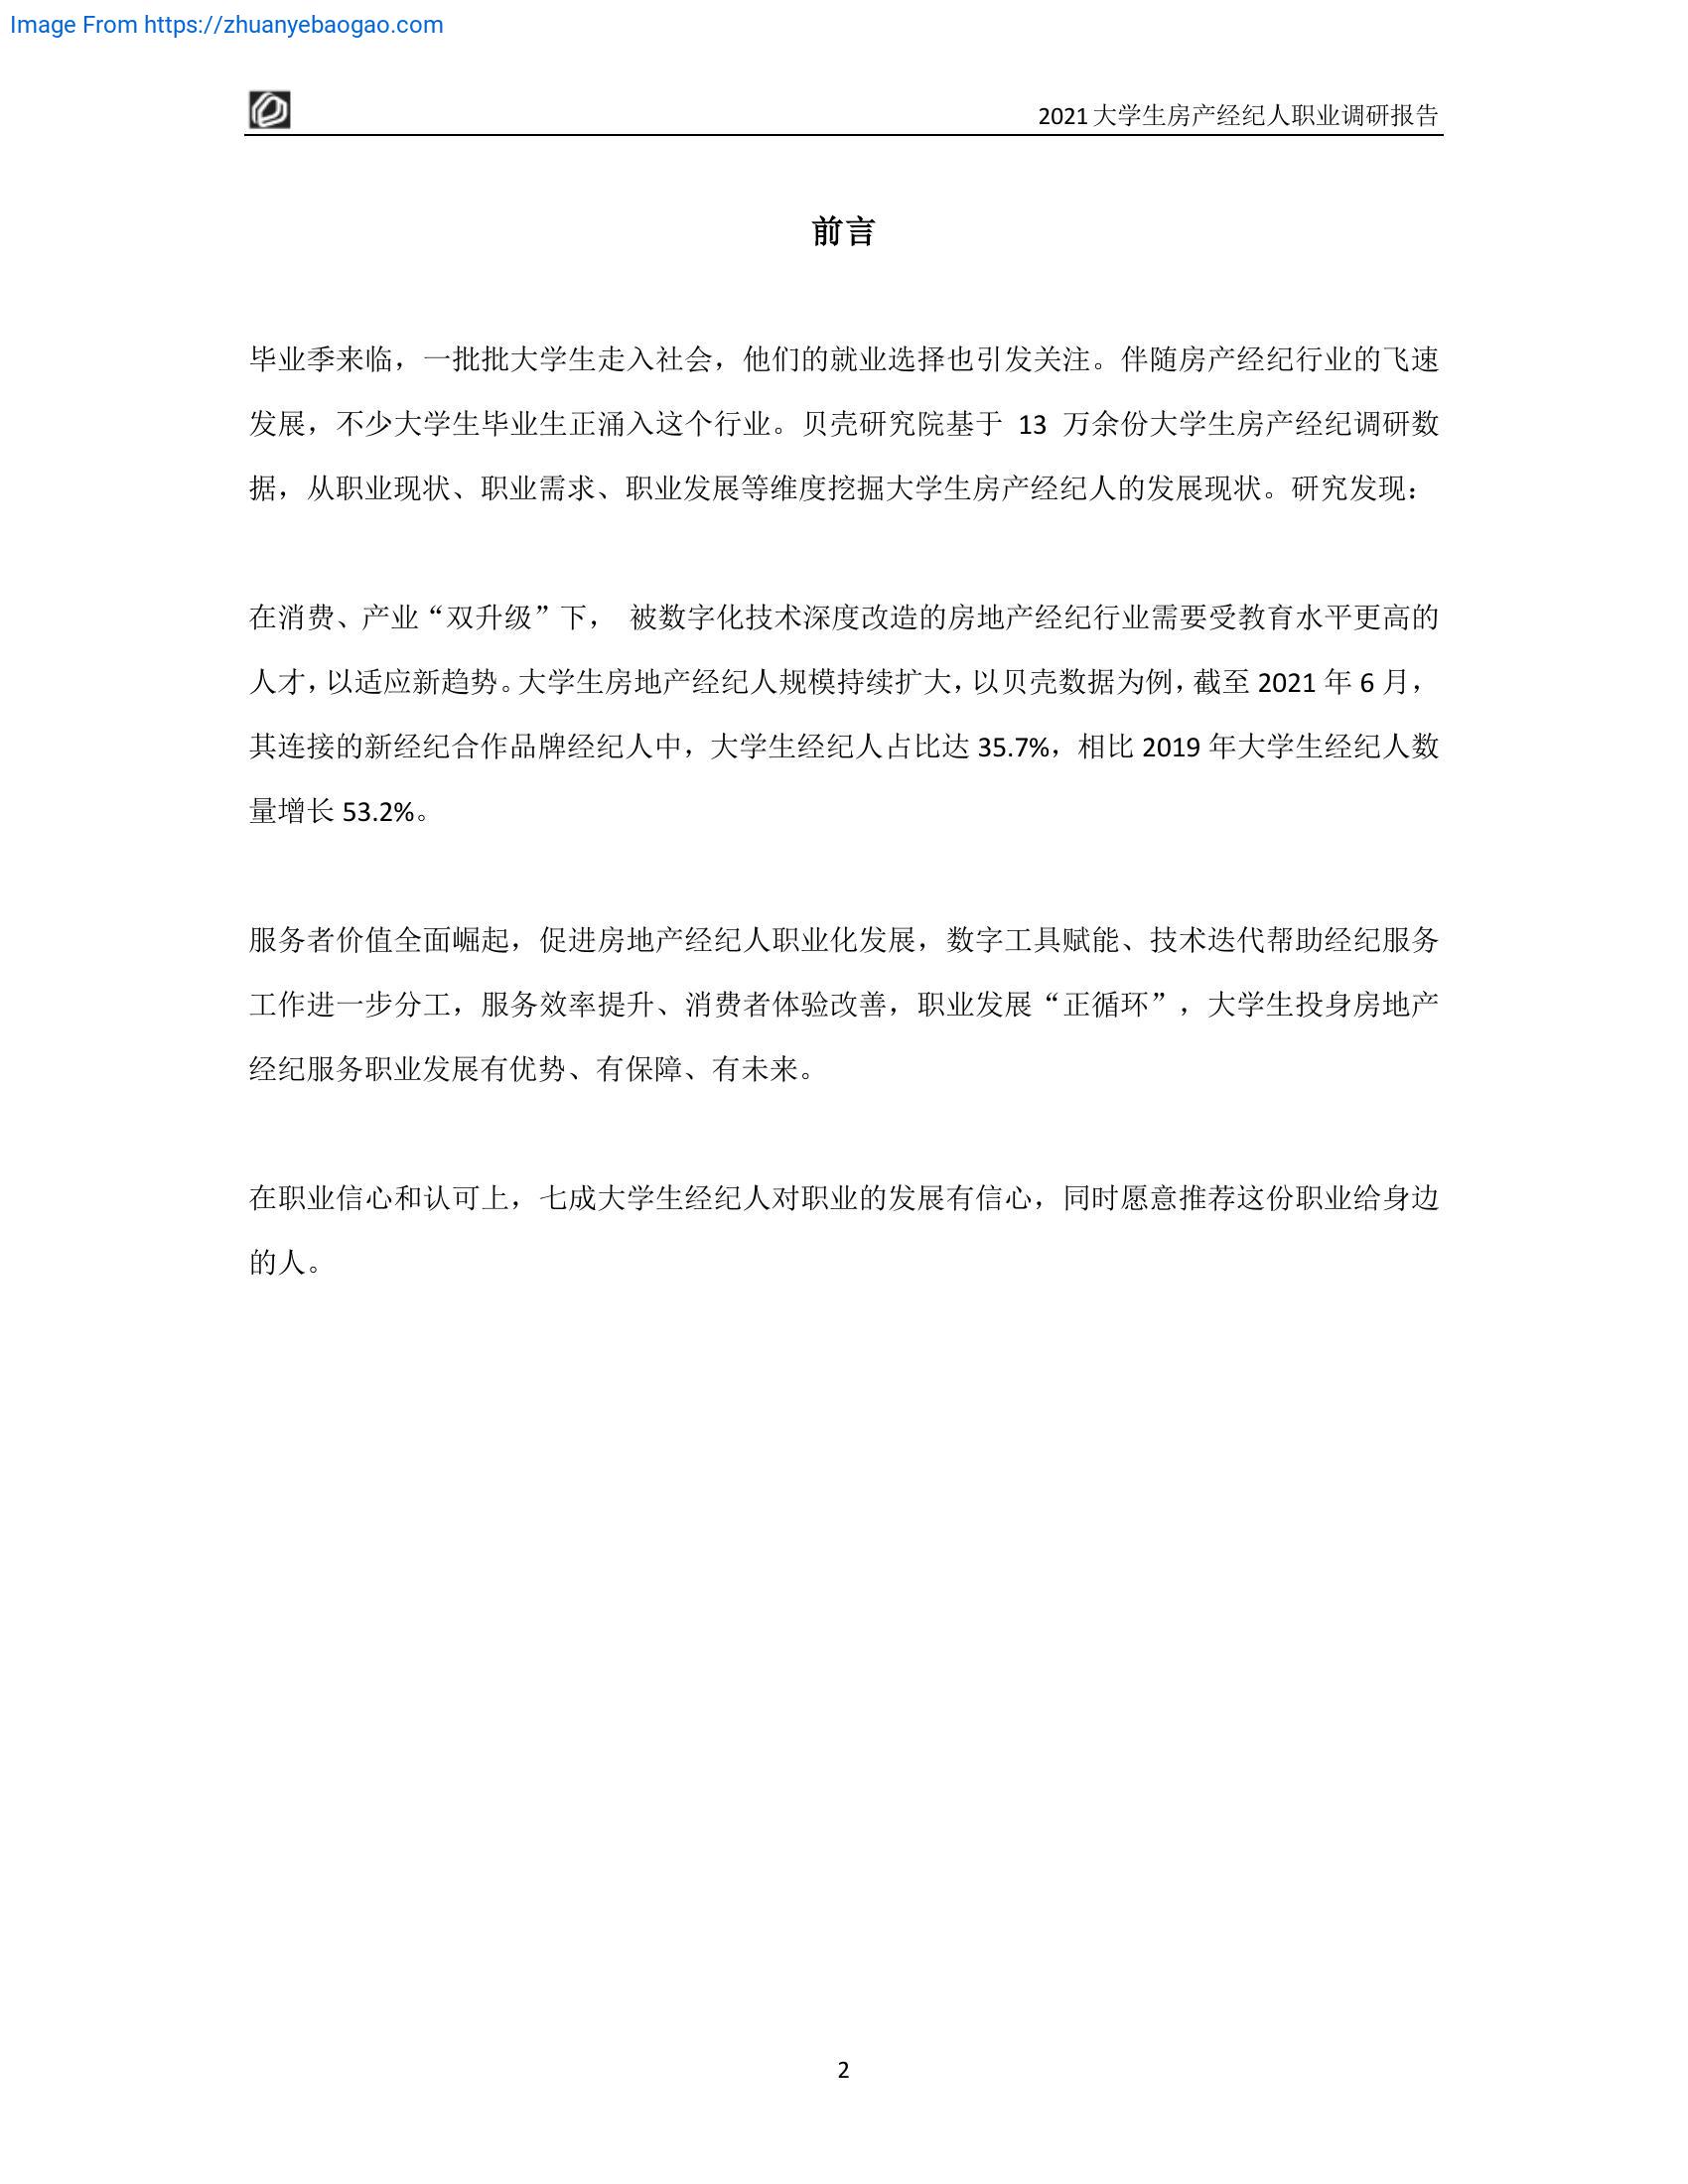 Image From https://zhuanyebaogao.com
2021大学生房产经纪人职业调研报告
前言
毕业季来临，一批批大学生走入社会，他们的就业选择也引发关注。伴随房产经纪行业的飞速
发展，不少大学生毕业生正涌入这个行业。贝壳研究院基于 13 万余份大学生房产经纪调研数
据，从职业现状、职业需求、职业发展等维度挖掘大学生房产经纪人的发展现状。研究发现：
在消费、产业“双升级”下， 被数字化技术深度改造的房地产经纪行业需要受教育水平更高的
人才，以适应新趋势。大学生房地产经纪人规模持续扩大，以贝壳数据为例，截至 2021 年 6 月，
其连接的新经纪合作品牌经纪人中，大学生经纪人占比达 35.7%，相比 2019 年大学生经纪人数
量增长 53.2%。
服务者价值全面崛起，促进房地产经纪人职业化发展，数字工具赋能、技术迭代帮助经纪服务
工作进一步分工，服务效率提升、消费者体验改善，职业发展“正循环”，大学生投身房地产
经纪服务职业发展有优势、有保障、有未来。
在职业信心和认可上，七成大学生经纪人对职业的发展有信心，同时愿意推荐这份职业给身边
的人。
2